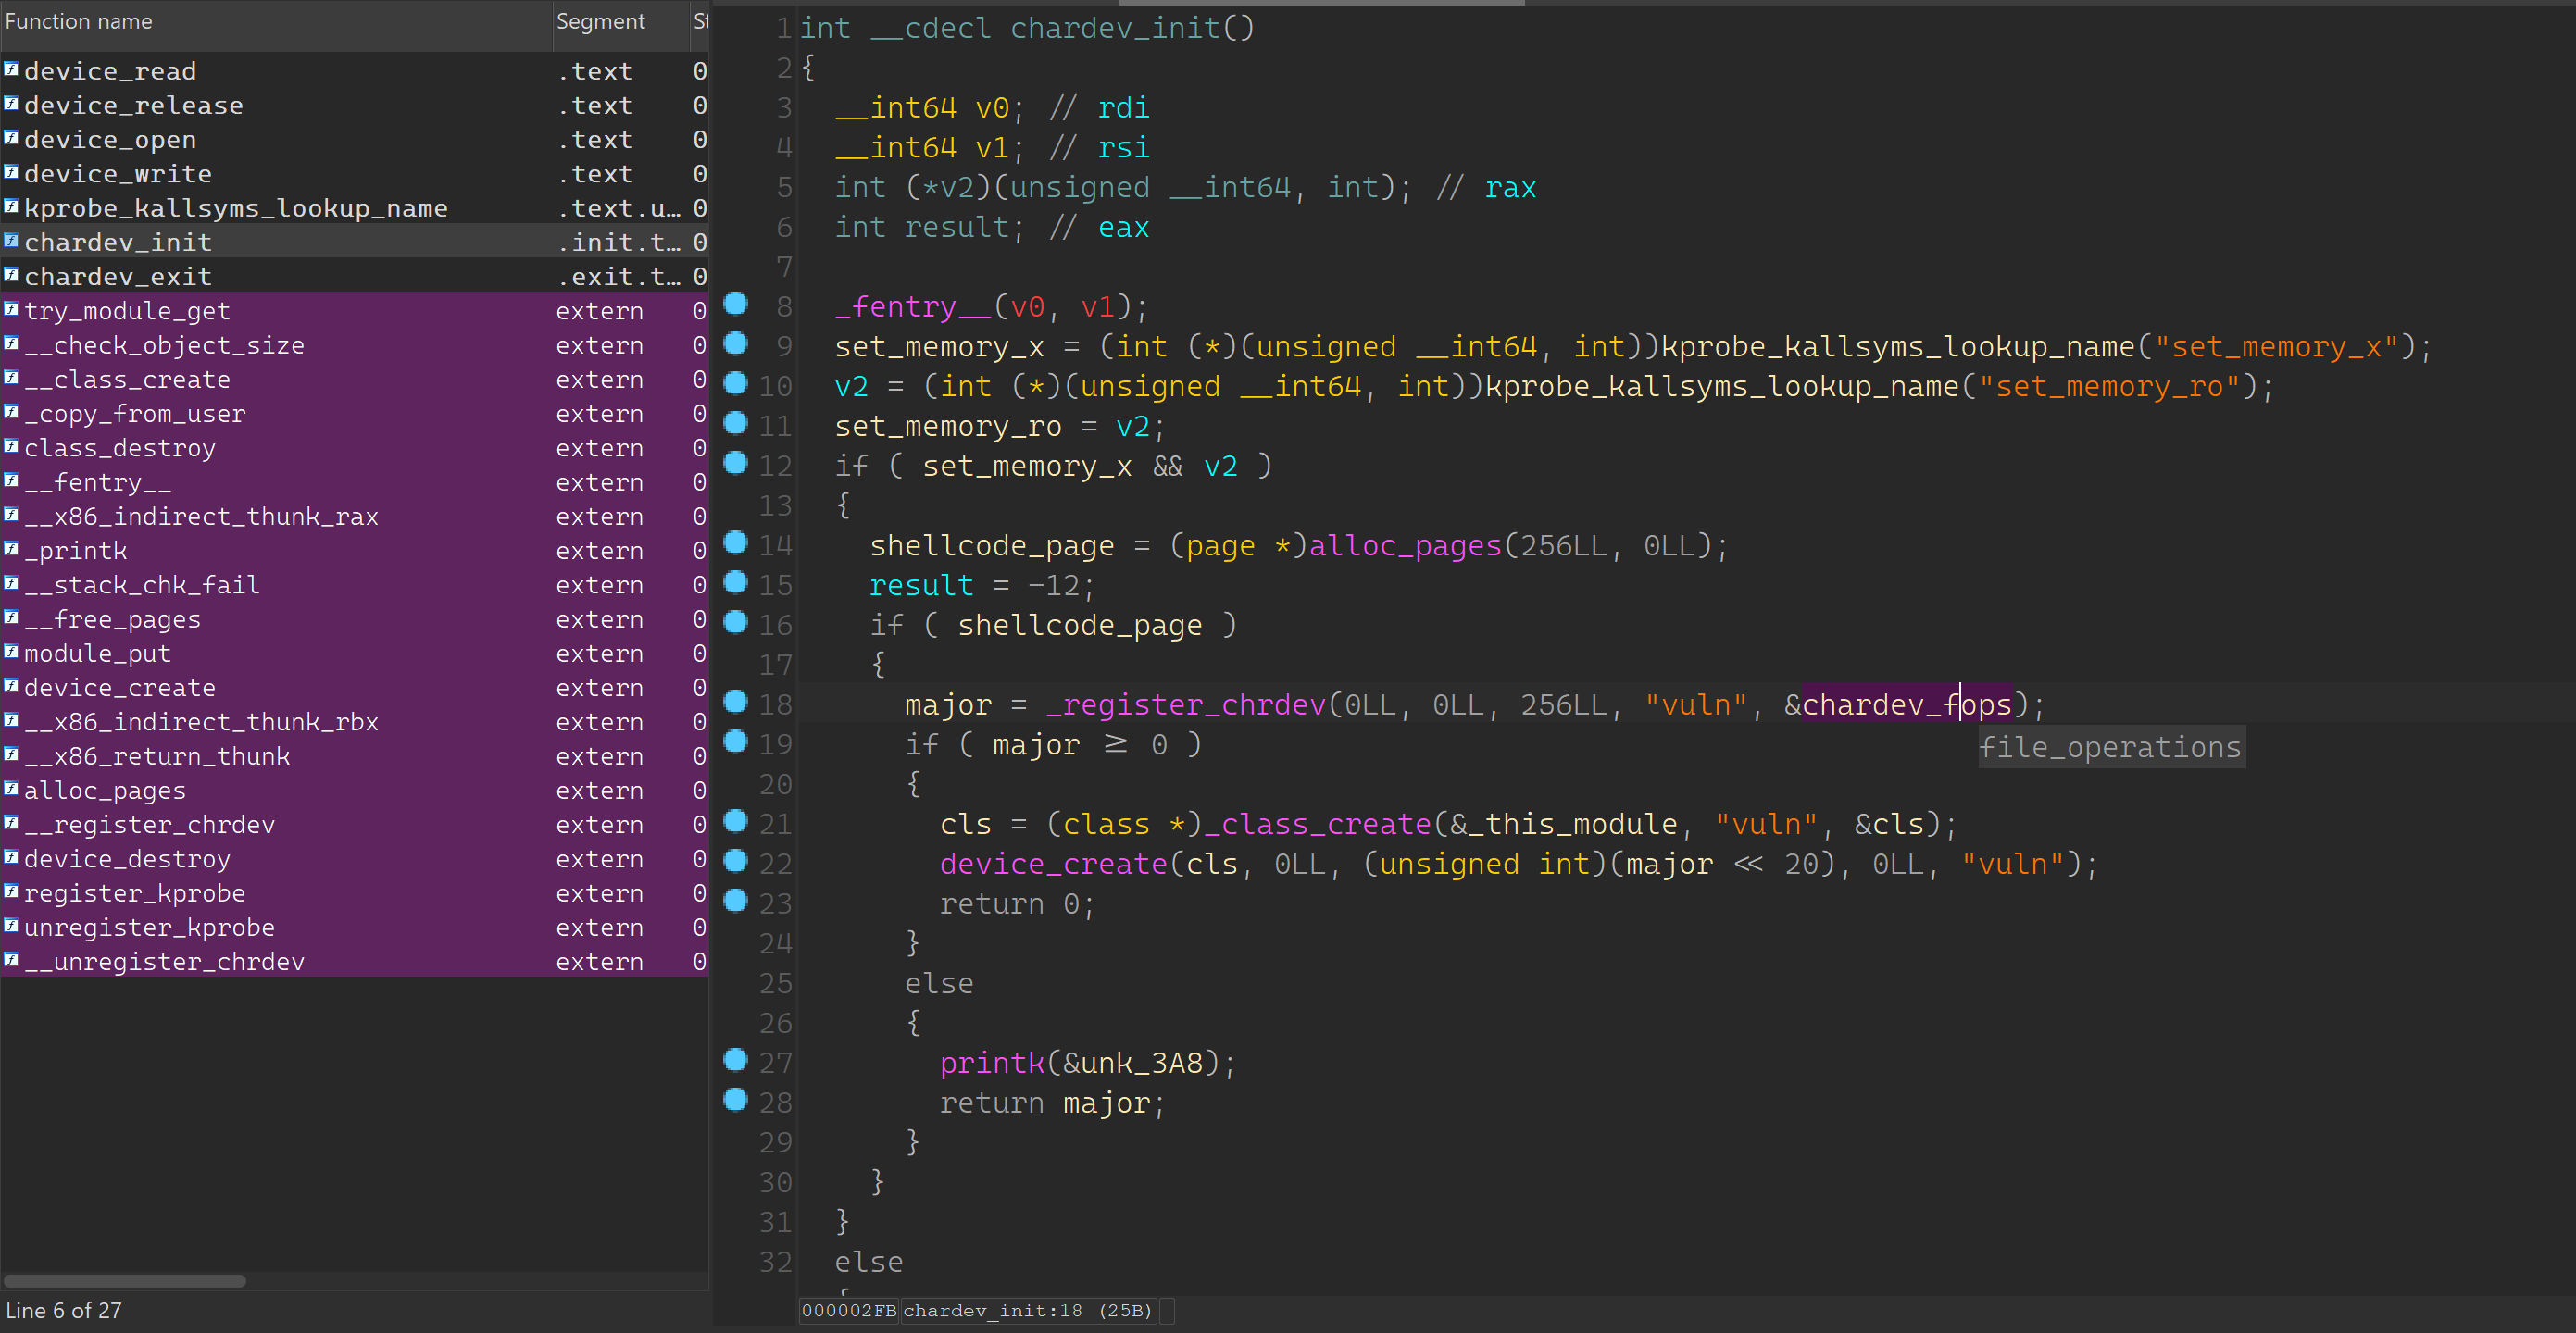 Function name Segment St
device_read .text 0
device_release .text 0
device_open .text 0
device_write .text 0
kprobe_kallsyms_lookup_name .text.u… 0
chardev_init .init.t… 0
chardev_exit .exit.t… 0
try_module_get extern 0
__check_object_size extern 0
__class_create extern 0
_copy_from_user extern 0
class_destroy extern 0
__fentry__ extern 0
__x86_indirect_thunk_rax extern 0
_printk extern 0
__stack_chk_fail extern 0
__free_pages extern 0
module_put extern 0
device_create extern 0
__x86_indirect_thunk_rbx extern 0
__x86_return_thunk extern 0
alloc_pages extern 0
__register_chrdev extern 0
device_destroy extern 0
register_kprobe extern 0
unregister_kprobe extern 0
__unregister_chrdev extern 0
Line 6 of 27
1 int __cdecl chardev_init()
2 {
3 __int64 v0; // rdi
4 __int64 v1; // rsi
5 int (*v2)(unsigned __int64, int); // rax
6 int result; // eax
7
8 _fentry__(v0, v1);
9 set_memory_x = (int (*)(unsigned __int64, int))kprobe_kallsyms_lookup_name("set_memory_x");
10 v2 = (int (*)(unsigned __int64, int))kprobe_kallsyms_lookup_name("set_memory_ro");
11 set_memory_ro = v2;
12 if ( set_memory_x && v2 )
13 {
14 shellcode_page = (page *)alloc_pages(256LL, 0LL);
15 result = -12;
16 if ( shellcode_page )
17 {
18 major = _register_chrdev(0LL, 0LL, 256LL, "vuln", &chardev_fops);
19 if ( major ≥ 0 )
file_operations
20 {
21 cls = (class *)_class_create(&_this_module, "vuln", &cls);
22 device_create(cls, 0LL, (unsigned int)(major << 20), 0LL, "vuln");
23 return 0;
24 }
25 else
26 {
27 printk(&unk_3A8);
28 return major;
29 }
30 }
31 }
32 else
{
000002FB chardev_init:18 (25B)